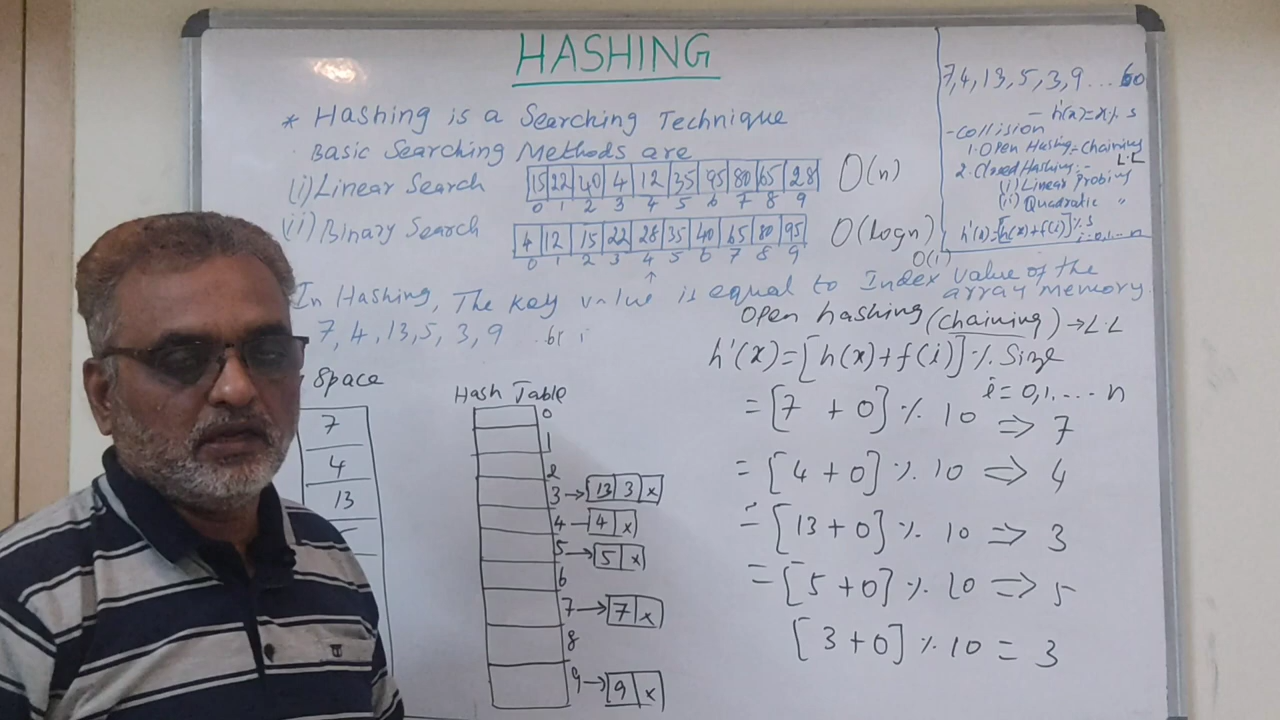 HASHING
* Hashing is a Searching Technique
Basic Searching Methods are
(i) Linear Search 15 22 40 4 12 35 95 80 65 28 O(n)
0 1 2 3 4 5 6 7 8 9
(ii) Binary Search 4 12 15 22 28 35 40 65 80 95 O(logn)
0 1 2 3 4 5 6 7 8 9
O(1)
7, 4, 13, 5, 3, 9 ... 60
- h'(x)=x% s
- Collision
1. Open Hashing - Chaining
L.L
2. Closed Hashing :-
(i) Linear Probing
(ii) Quadratic "
h'(x)=[h(x)+f(i)]% s
i=0,1...n
In Hashing, The key value is equal to Index value of the
array memory.
7, 4, 13, 5, 3, 9
Space
7
4
13
Hash Table
0
1
2
3 → 13 3 x
4 – 4 x
5 → 5 x
6
7 → 7 x
8
9 → 9 x
Open hashing (chaining) → L.L
h'(x) = [h(x) + f(i)] % Size
i = 0,1,.... n
= [7 + 0] % 10 ⇒ 7
= [4 + 0] % 10 ⇒ 4
= [13 + 0] % 10 ⇒ 3
= [5 + 0] % 10 ⇒ 5
[3 + 0] % 10 = 3